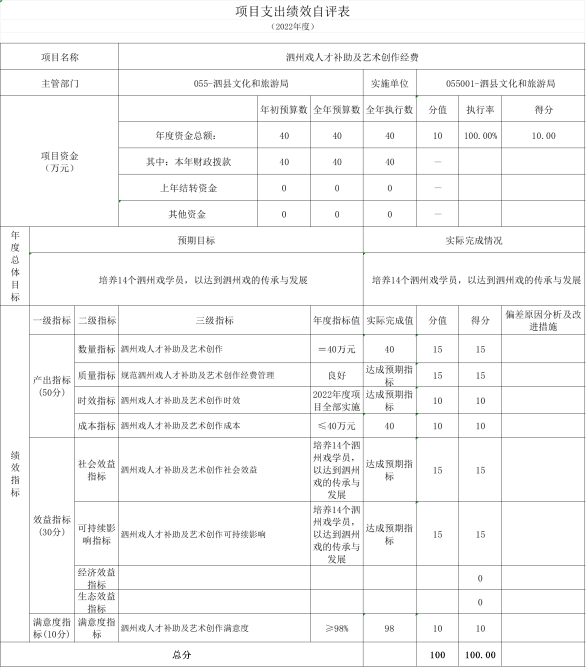 项目支出绩效自评表
（2022年度）
项目名称 泗州戏人才补助及艺术创作经费
主管部门 055-泗县文化和旅游局 实施单位 055001-泗县文化和旅游局
项目资金
（万元）
年初预算数 全年预算数 全年执行数 分值 执行率 得分
年度资金总额: 40 40 40 10 100.00% 10.00
其中: 本年财政拨款 40 40 40 —
上年结转资金 0 0 0 —
其他资金 0 0 0 —
年度总体目标
预期目标 实际完成情况
培养14个泗州戏学员，以达到泗州戏的传承与发展 培养14个泗州戏学员，以达到泗州戏的传承与发展
绩效指标
一级指标 二级指标 三级指标 年度指标值 实际完成值 分值 得分 偏差原因分析及改
进措施
产出指标
(50分)
数量指标 泗州戏人才补助及艺术创作 ＝40万元 40 15 15
质量指标 规范泗州戏人才补助及艺术创作经费管理 良好 达成预期指
标 15 15
时效指标 泗州戏人才补助及艺术创作时效 2022年度项
目全部实施 达成预期指
标 10 10
成本指标 泗州戏人才补助及艺术创作成本 ≤40万元 40 10 10
效益指标
(30分)
社会效益
指标 泗州戏人才补助及艺术创作社会效益 培养14个泗
州戏学员，
以达到泗州
戏的传承与
发展 达成预期指
标 15 15
可持续影
响指标 泗州戏人才补助及艺术创作可持续影响 培养14个泗
州戏学员，
以达到泗州
戏的传承与
发展 达成预期指
标 15 15
经济效益
指标 0
生态效益
指标 0
满意度指
标(10分) 满意度指
标 泗州戏人才补助及艺术创作满意度 ≥98% 98 10 10
总分 100 100.00